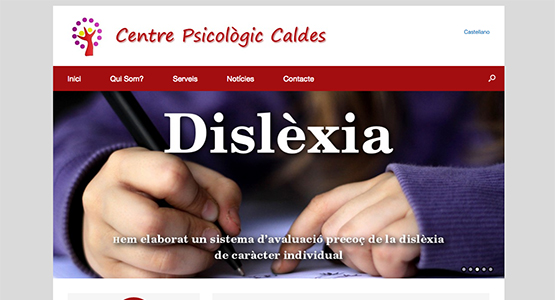 Centre Psicològic Caldes
Castellano
Inici Qui Som? Serveis Notícies Contacte
Dislèxia
Hem elaborat un sistema d'avaluació precoç de la dislèxia
de caràcter individual